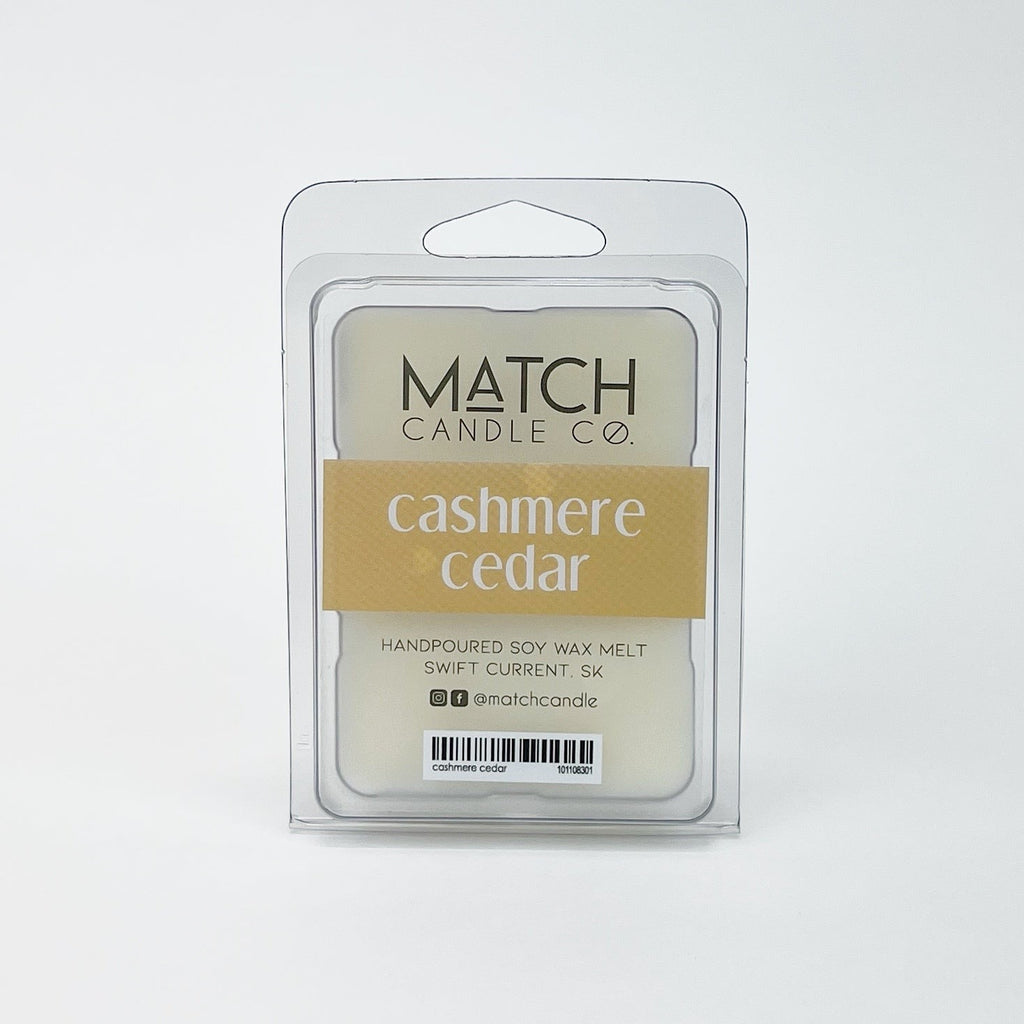 MATCH
CANDLE CO.
cashmere
cedar
HANDPOURED SOY WAX MELT
SWIFT CURRENT, SK
@matchcandle
cashmere cedar 101108301